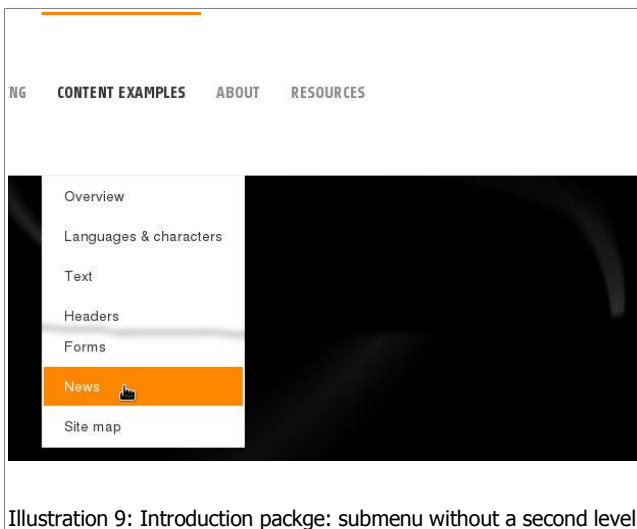 NG CONTENT EXAMPLES ABOUT RESOURCES
Overview
Languages & characters
Text
Headers
Forms
News
Site map
Illustration 9: Introduction packge: submenu without a second level